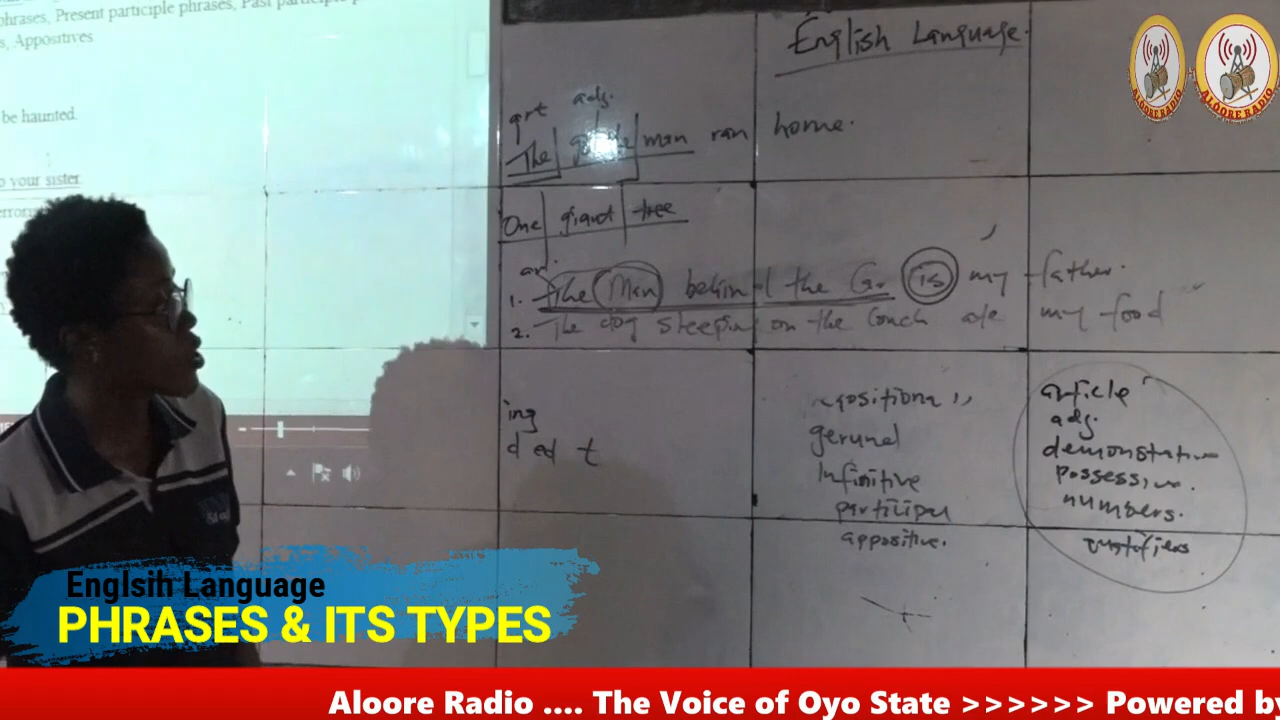 phrases, Present participle phrases, Past participle
s, Appositives
be haunted.
o your sister
English Language.
art adj.
The man ran home.
One giant tree
ar.
1. The Man behind the Car is my father.
2. The dog sleeping on the Couch ate my food
ing
d ed t
gerund
Infinitive
appositive.
article
adj.
demonstrative
possessive.
numbers.
ALOORE RADIO
ALOORE RADIO
Englsih Language
PHRASES & ITS TYPES
Aloore Radio .... The Voice of Oyo State >>>>>> Powered by